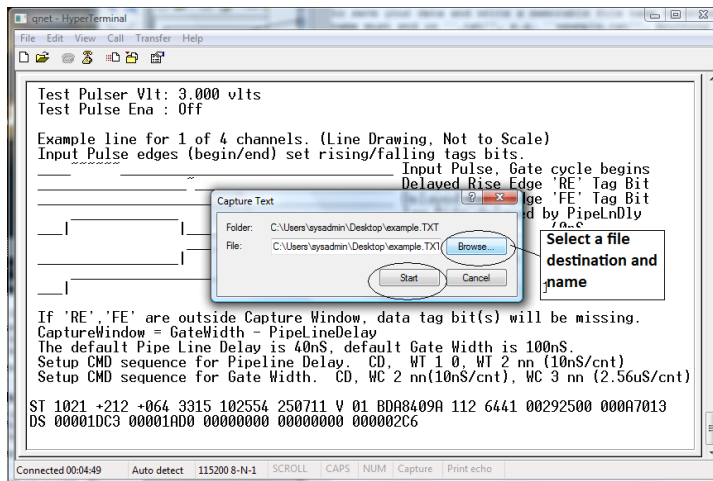 qnet - HyperTerminal
File Edit View Call Transfer Help
Test Pulser Vlt: 3.000 vlts
Test Pulse Ena : Off
Example line for 1 of 4 channels. (Line Drawing, Not to Scale)
Input Pulse edges (begin/end) set rising/falling tags bits.
Input Pulse, Gate cycle begins
Delayed Rise Edge 'RE' Tag Bit
Edge 'FE' Tag Bit
by PipeLnDly
Capture Text
Folder: C:\Users\sysadmin\Desktop\example.TXT
File: C:\Users\sysadmin\Desktop\example.TXT Browse...
Start Cancel
Select a file
destination and
name
If 'RE','FE' are outside Capture Window, data tag bit(s) will be missing.
CaptureWindow = GateWidth - PipeLineDelay
The default Pipe Line Delay is 40nS, default Gate Width is 100nS.
Setup CMD sequence for Pipeline Delay. CD, WT 1 0, WT 2 nn (10nS/cnt)
Setup CMD sequence for Gate Width. CD, WC 2 nn(10nS/cnt), WC 3 nn (2.56uS/cnt)
ST 1021 +212 +064 3315 102554 250711 V 01 BDA8409A 112 6441 00292500 000A7013
DS 00001DC3 00001AD0 00000000 00000000 000002C6
Connected 00:04:49 Auto detect 115200 8-N-1 SCROLL CAPS NUM Capture Print echo